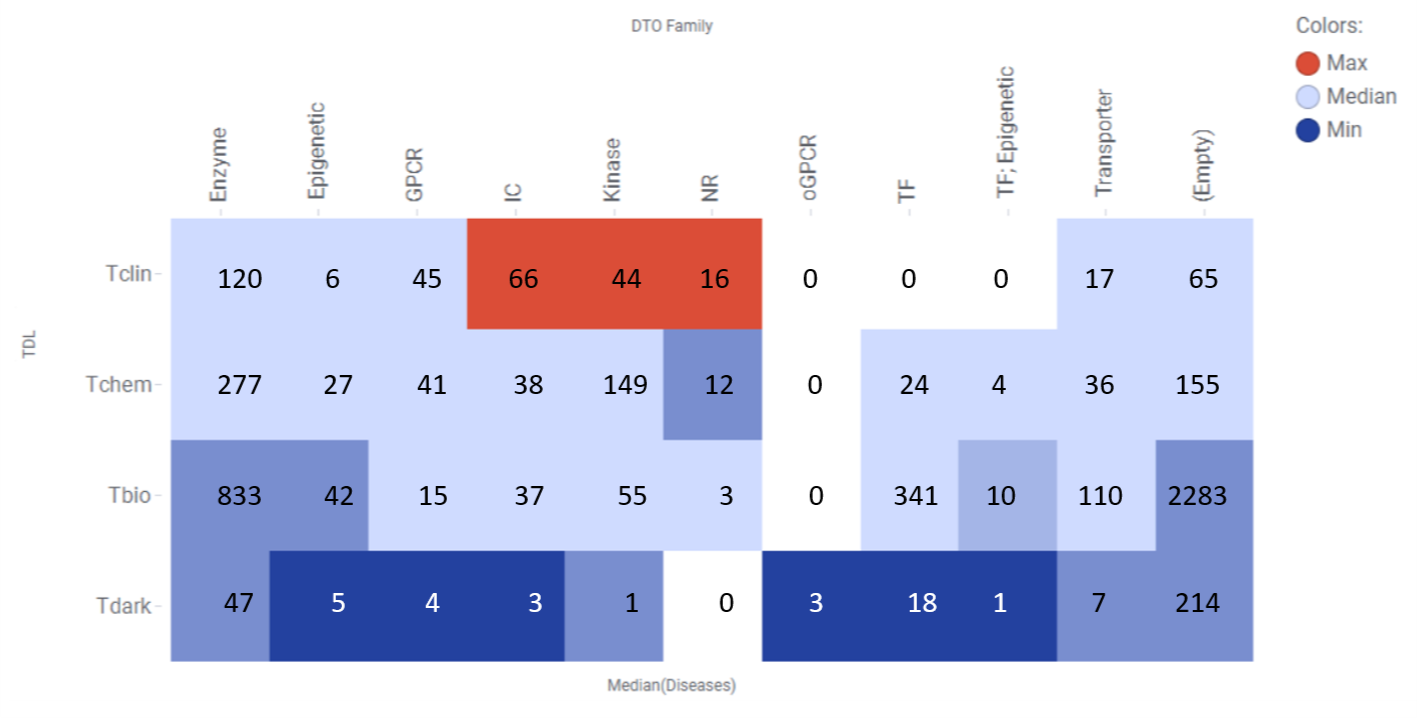 DTO Family
Colors:
Max
Median
Min
Enzyme
Epigenetic
GPCR
IC
Kinase
NR
oGPCR
TF
TF; Epigenetic
Transporter
(Empty)
TDL
Tclin 120 6 45 66 44 16 0 0 0 17 65
Tchem 277 27 41 38 149 12 0 24 4 36 155
Tbio 833 42 15 37 55 3 0 341 10 110 2283
Tdark 47 5 4 3 1 0 3 18 1 7 214
Median(Diseases)